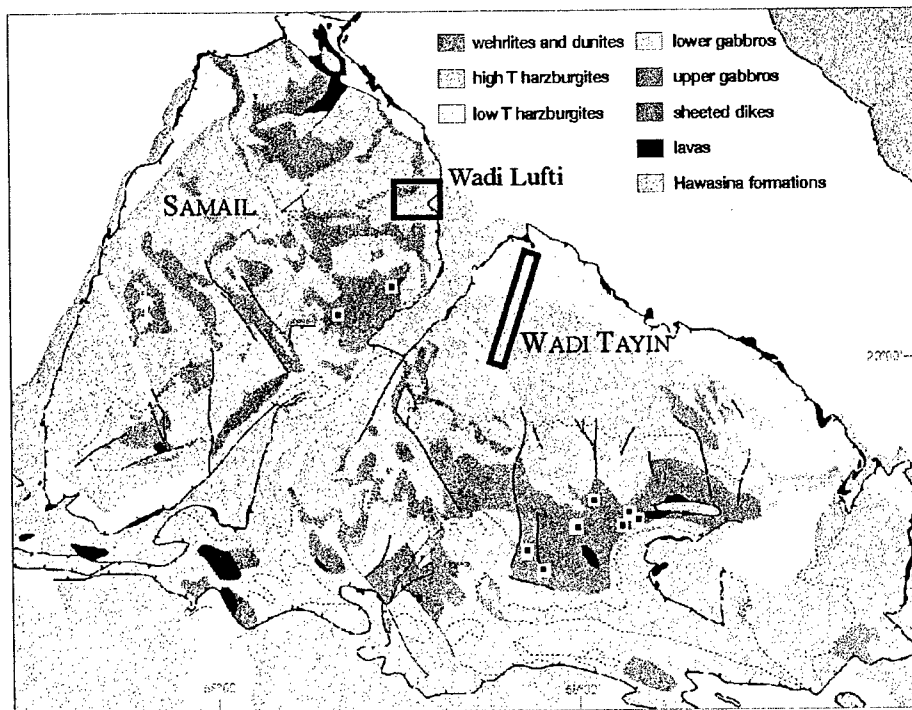 wehrlites and dunites
high T harzburgites
low T harzburgites
lower gabbros
upper gabbros
sheeted dikes
lavas
Hawasina formations
Wadi Lufti
SAMAIL
WADI TAYIN